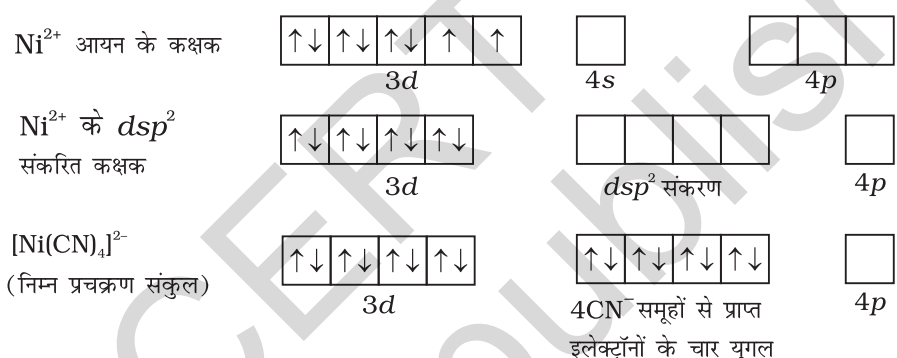 Ni²⁺ आयन के कक्षक ↑↓ ↑↓ ↑↓ ↑ ↑
3d 4s 4p
Ni²⁺ के dsp²
संकरित कक्षक ↑↓ ↑↓ ↑↓ ↑↓
3d dsp² संकरण 4p
[Ni(CN)₄]²⁻
(निम्न प्रचक्रण संकुल) ↑↓ ↑↓ ↑↓ ↑↓ ↑↓ ↑↓ ↑↓ ↑↓
3d 4CN⁻ समूहों से प्राप्त 4p
इलेक्ट्रॉनों के चार युगल